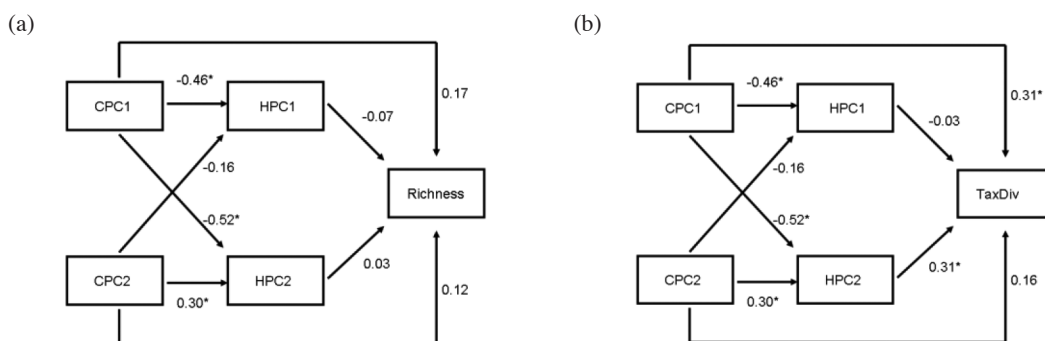 (a)
-0.46*
CPC1
HPC1
0.17
-0.07
-0.16
Richness
-0.52*
0.03
CPC2
HPC2
0.12
0.30*
(b)
-0.46*
CPC1
HPC1
0.31*
-0.03
-0.16
TaxDiv
-0.52*
0.31*
CPC2
HPC2
0.16
0.30*